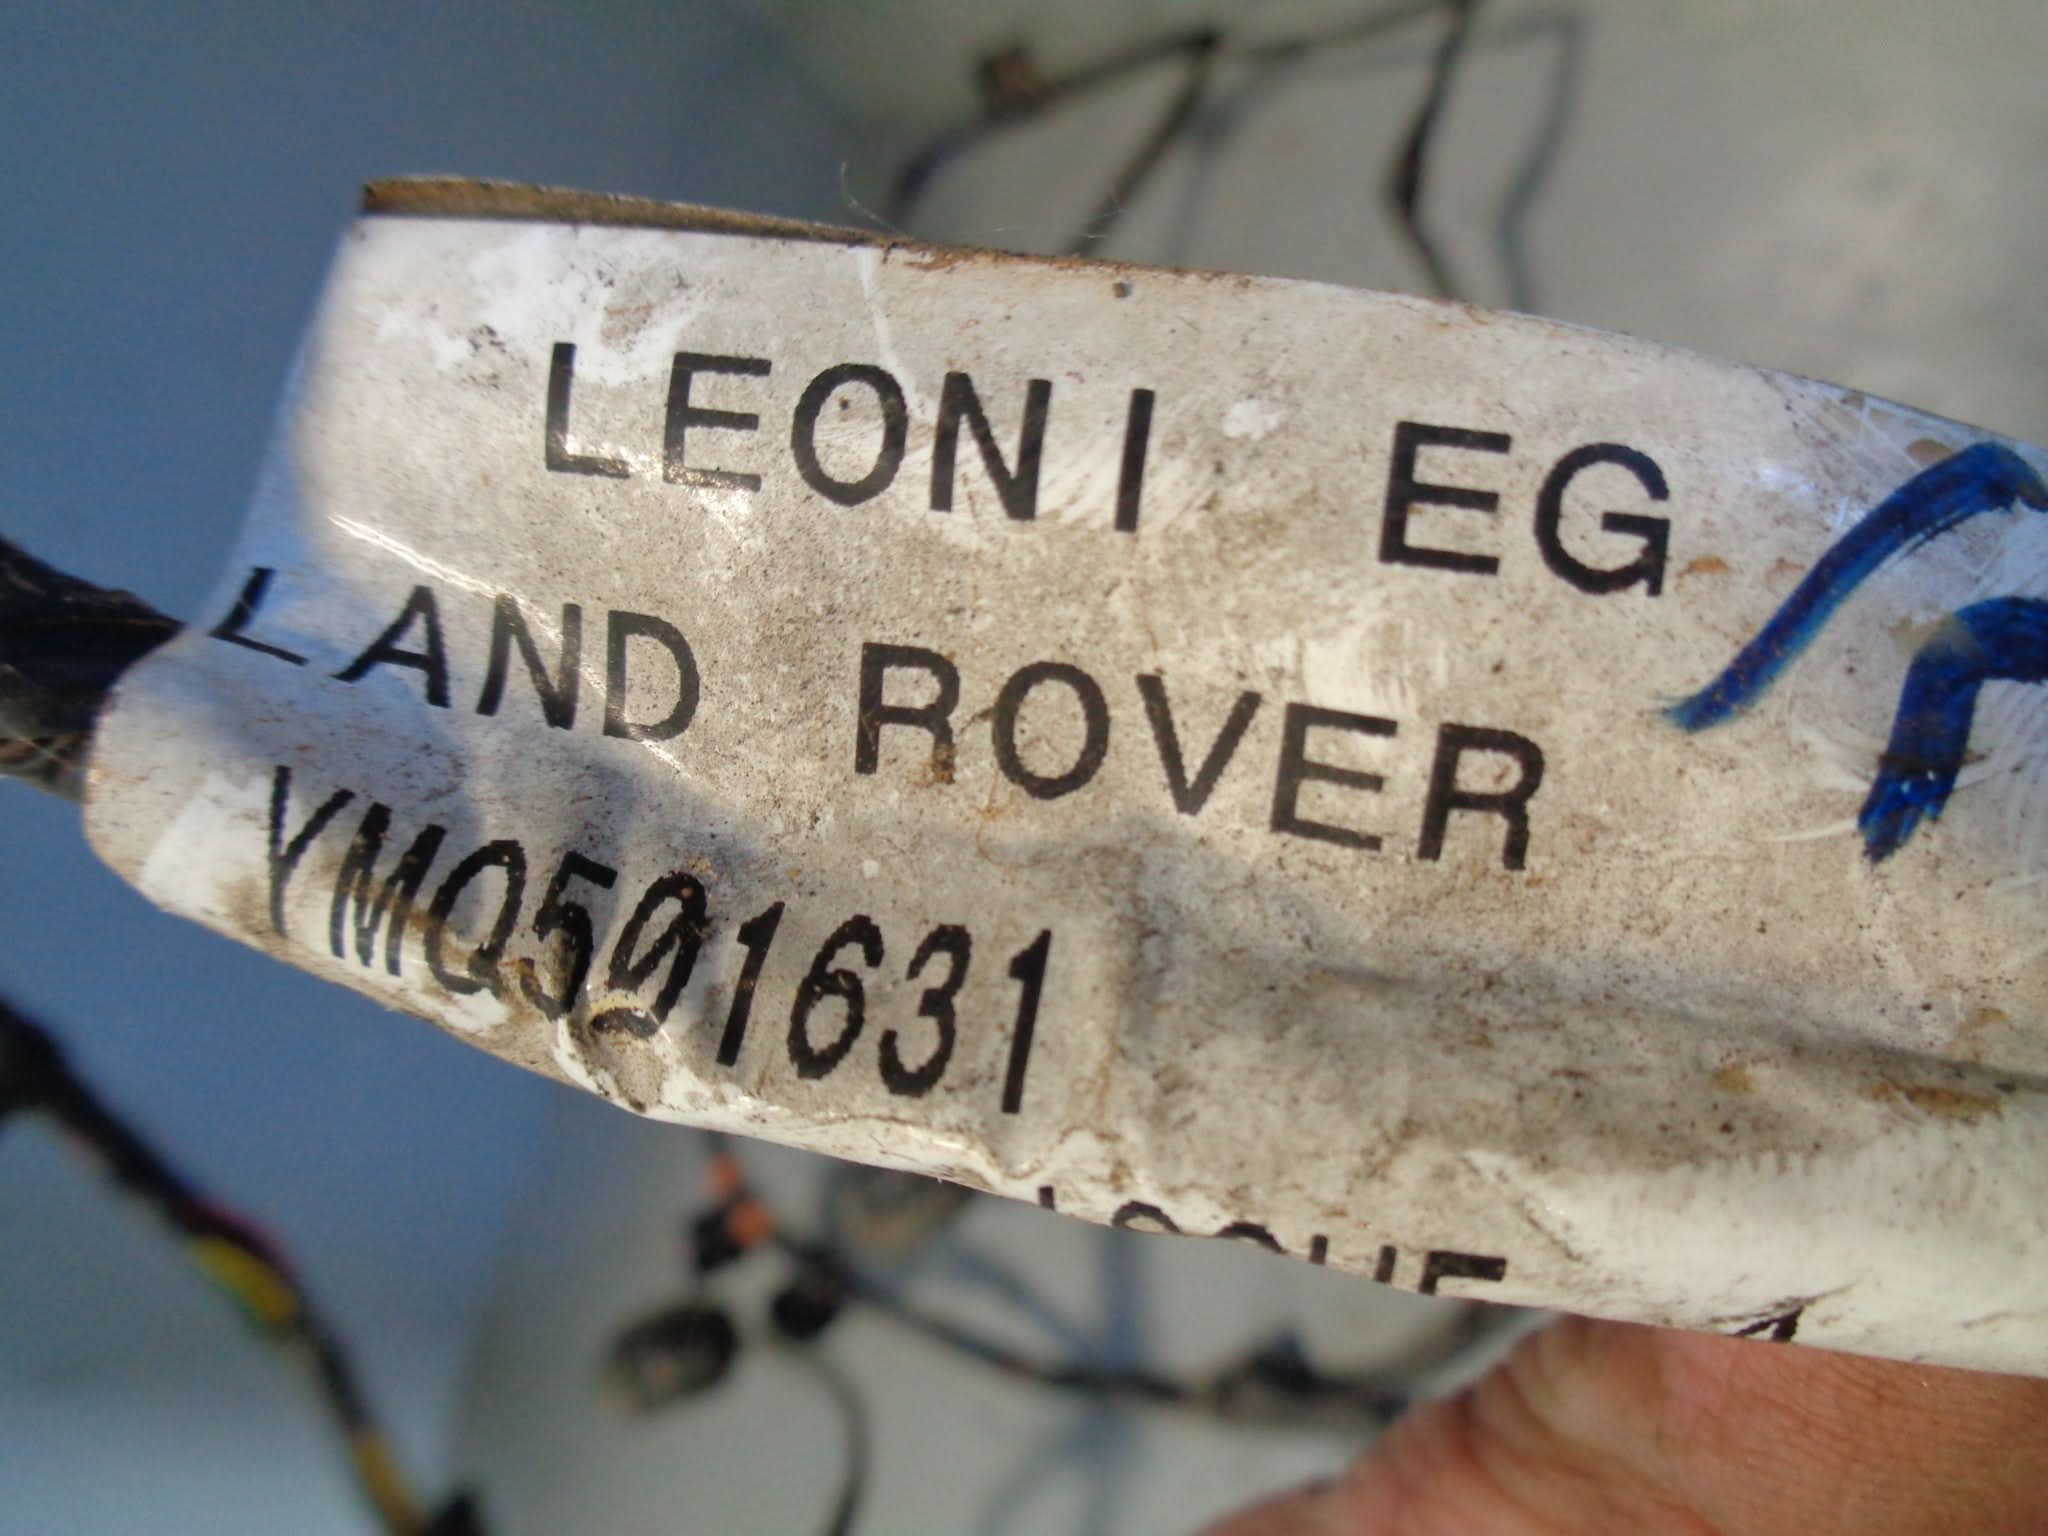 LEONI EG
LAND ROVER
YMQ501631